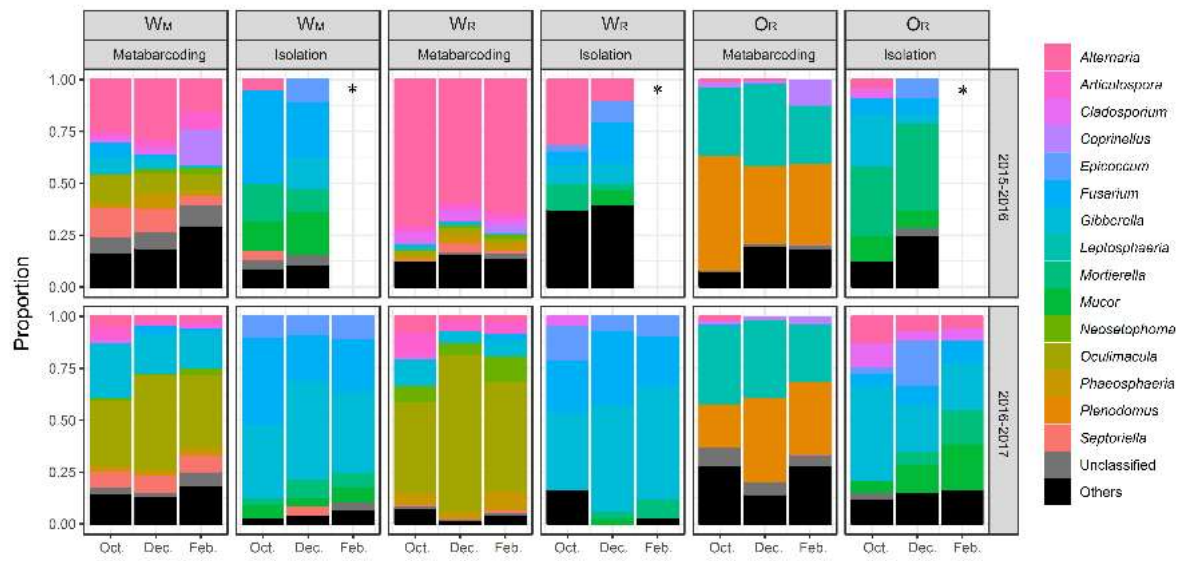 WM WM WR WR OR OR
Metabarcoding Isolation Metabarcoding Isolation Metabarcoding Isolation
1.00
0.75
0.50
0.25
0.00
* * *
2015-2016
1.00
0.75
0.50
0.25
0.00
2016-2017
Proportion
Oct. Dec. Feb. Oct. Dec. Feb. Oct. Dec. Feb. Oct. Dec. Feb. Oct. Dec. Feb. Oct. Dec. Feb.
Alternaria
Articulospora
Cladosporium
Coprinellus
Epicoccum
Fusarium
Gibberella
Leptosphaeria
Mortierella
Mucor
Neosetophoma
Oculimacula
Phaeosphaeria
Plenodomus
Septoriella
Unclassified
Others